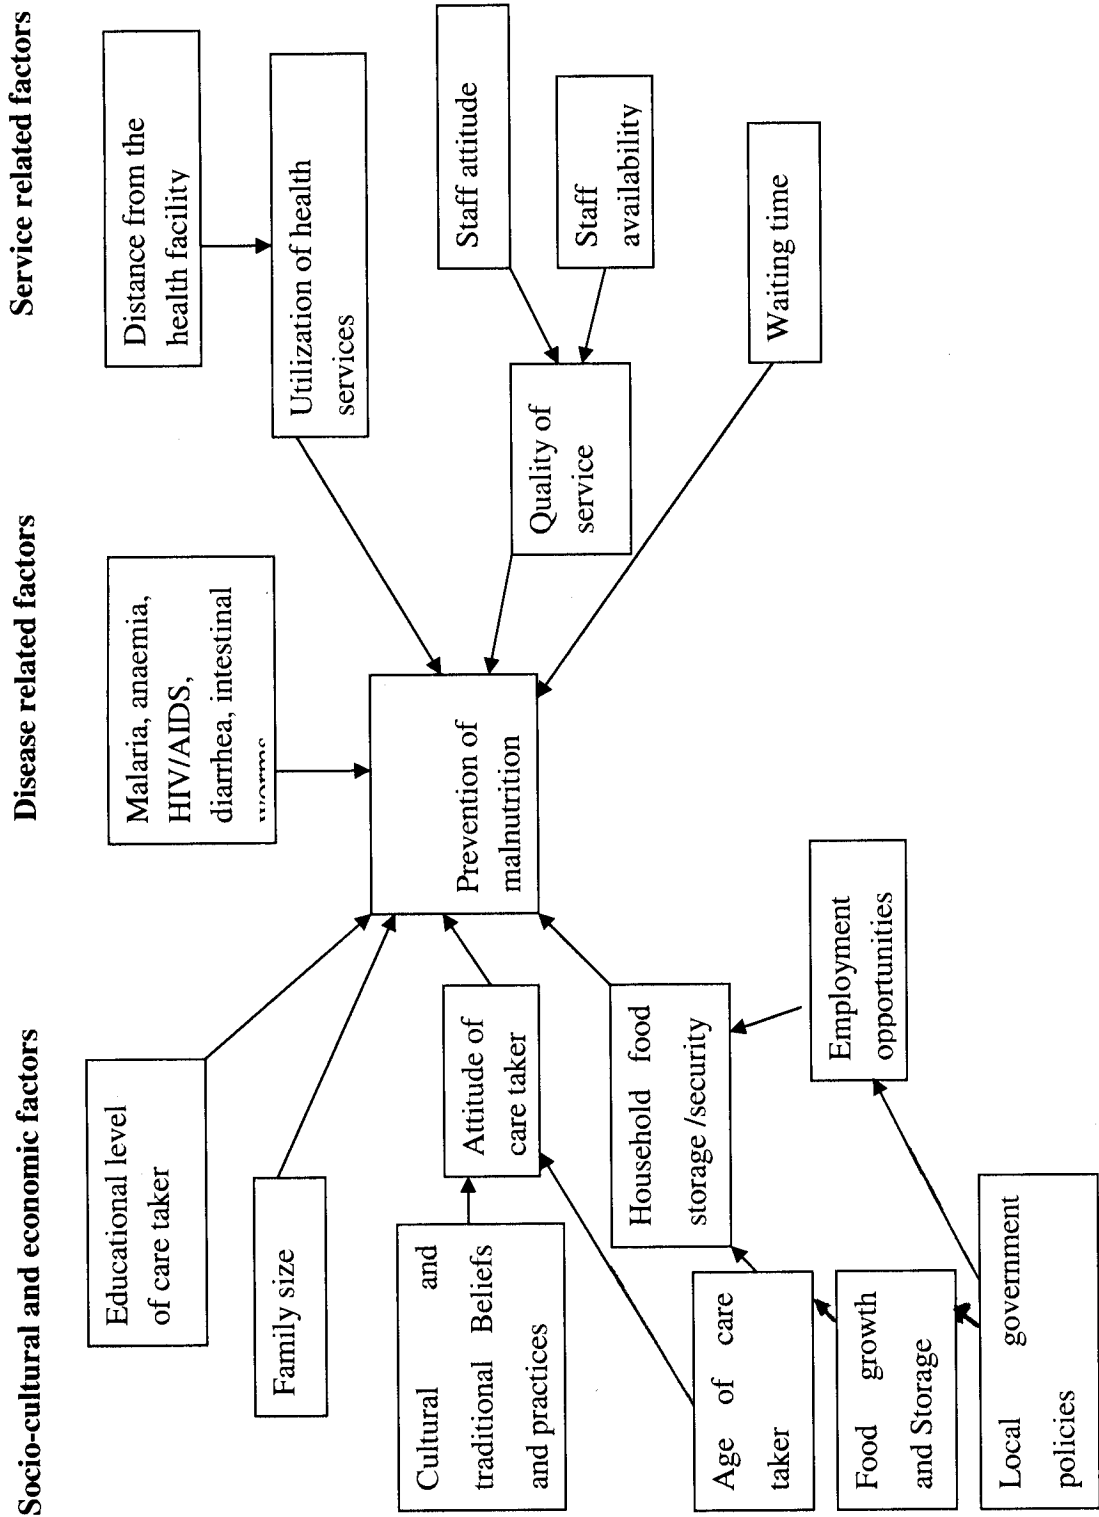 Socio-cultural and economic factors
Disease related factors
Service related factors
Educational level
of care taker
Family size
Cultural and
traditional Beliefs
and practices
Attitude of
care taker
Age of care
taker
Household food
storage /security
Food growth
and Storage
Local government
policies
Employment
opportunities
Malaria, anaemia,
HIV/AIDS,
diarrhea, intestinal
Prevention of
malnutrition
Distance from the
health facility
Utilization of health
services
Staff attitude
Staff
availability
Quality of
service
Waiting time